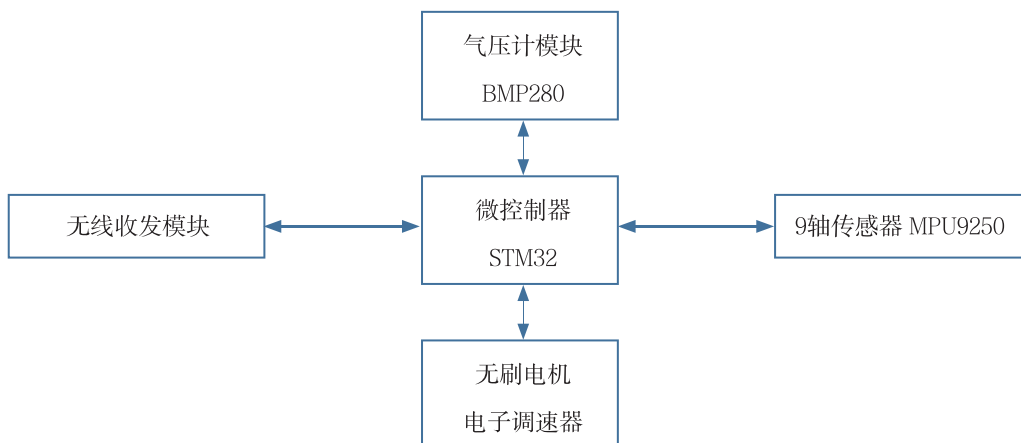 气压计模块
BMP280
无线收发模块
微控制器
STM32
9轴传感器 MPU9250
无刷电机
电子调速器